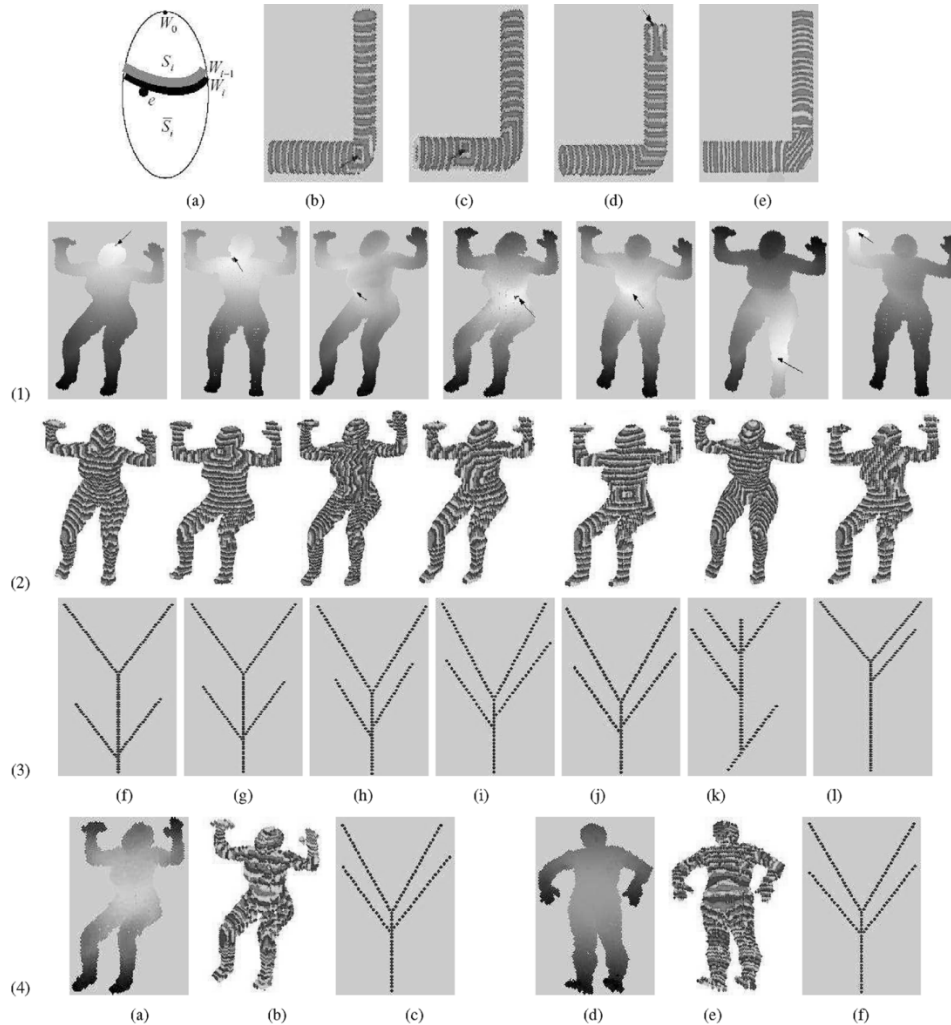 W₀
Sᵢ
Wᵢ₋₁
Wᵢ
e
S̅ᵢ
(a) (b) (c) (d) (e)
(1)
(2)
(3)
(f) (g) (h) (i) (j) (k) (l)
(4)
(a) (b) (c) (d) (e) (f)